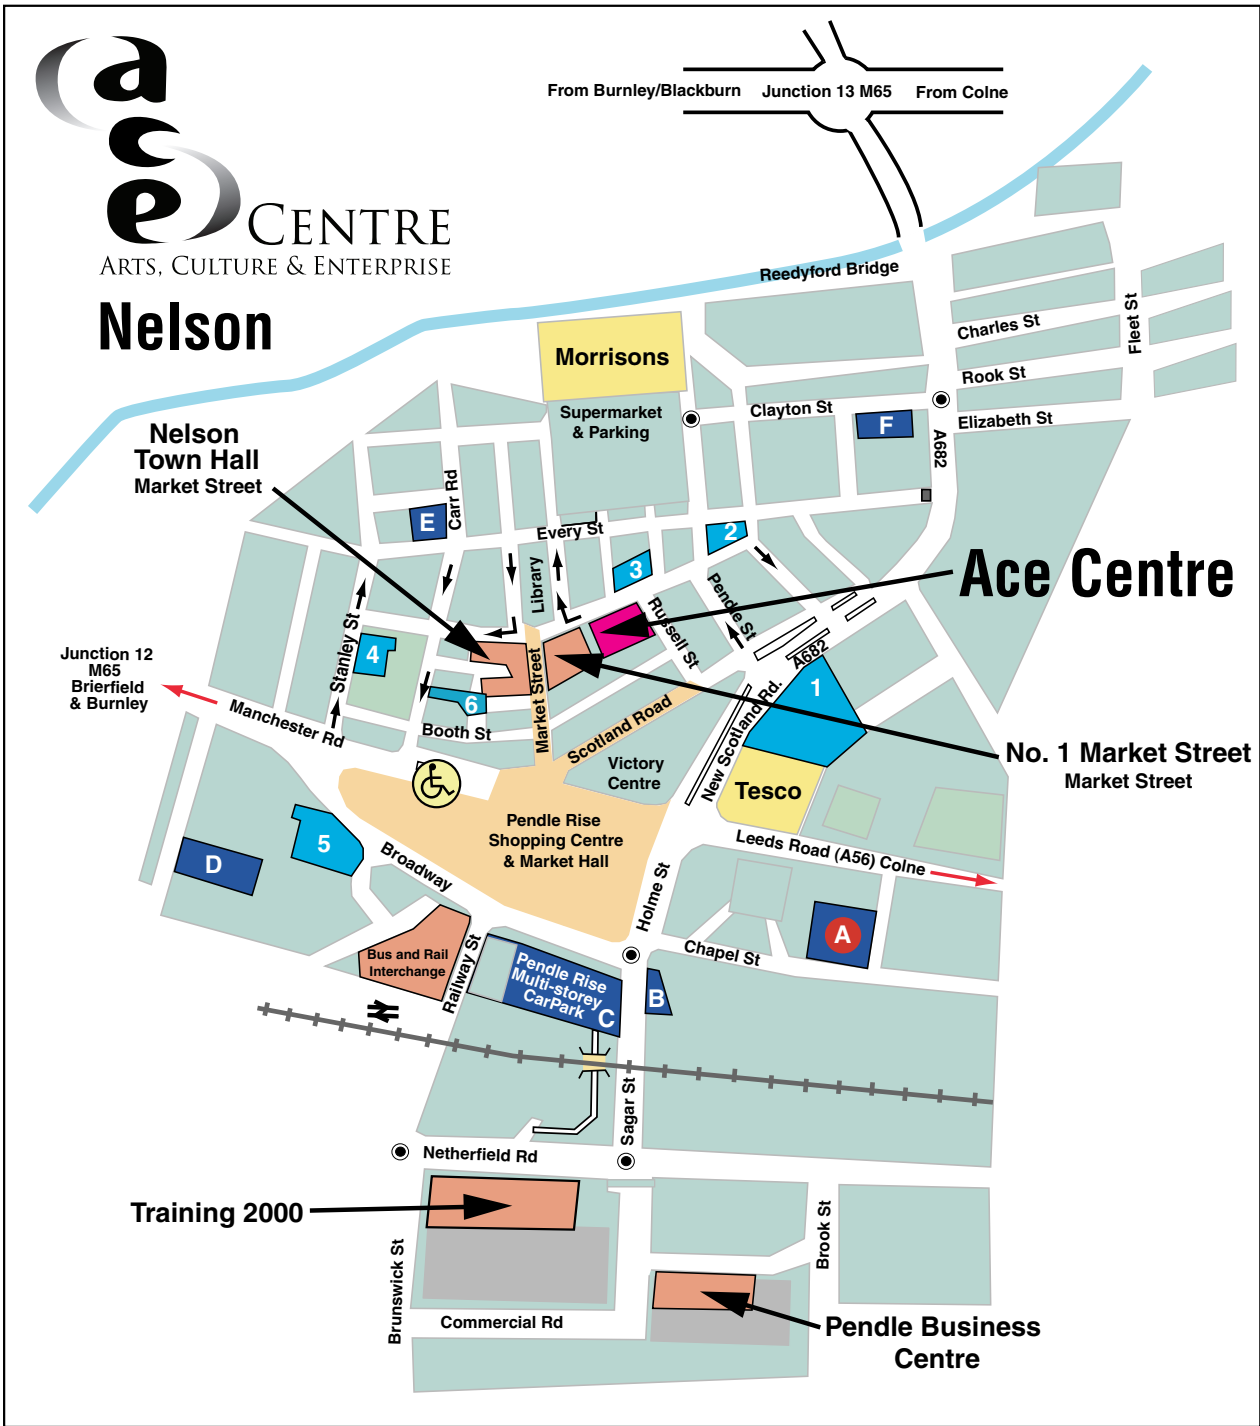 ace
CENTRE
ARTS, CULTURE & ENTERPRISE
Nelson
From Burnley/Blackburn
Junction 13 M65
From Colne
Reedyford Bridge
Charles St
Fleet St
Rook St
Elizabeth St
Morrisons
Supermarket
& Parking
Clayton St
F
A682
Nelson
Town Hall
Market Street
Carr Rd
E
Every St
2
3
Library
Pendle St
Russell St
Ace Centre
A682
Stanley St
4
Junction 12
M65
Brierfield
& Burnley
Manchester Rd
6
Booth St
Market Street
Scotland Road
New Scotland Rd.
1
No. 1 Market Street
Market Street
Victory
Centre
Tesco
Pendle Rise
Shopping Centre
& Market Hall
Leeds Road (A56) Colne
5
D
Broadway
Holme St
A
Chapel St
Bus and Rail
Interchange
Railway St
Pendle Rise
Multi-storey
CarPark
C
B
Sagar St
Netherfield Rd
Training 2000
Brunswick St
Brook St
Commercial Rd
Pendle Business
Centre